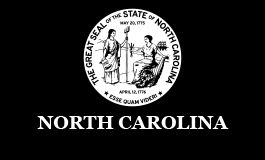 THE GREAT SEAL OF THE STATE OF NORTH CAROLINA
MAY 20, 1775
APRIL 12, 1776
★ ESSE QUAM VIDERI ★
NORTH CAROLINA